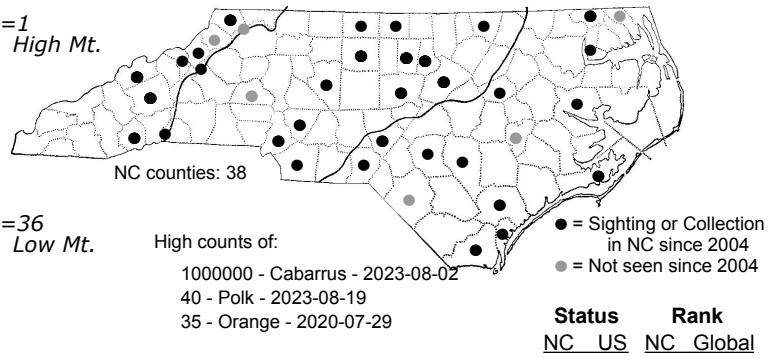 =1
High Mt.
NC counties: 38
=36
Low Mt.
High counts of:
1000000 - Cabarrus - 2023-08-02
40 - Polk - 2023-08-19
35 - Orange - 2020-07-29
= Sighting or Collection
in NC since 2004
= Not seen since 2004
Status Rank
NC US NC Global